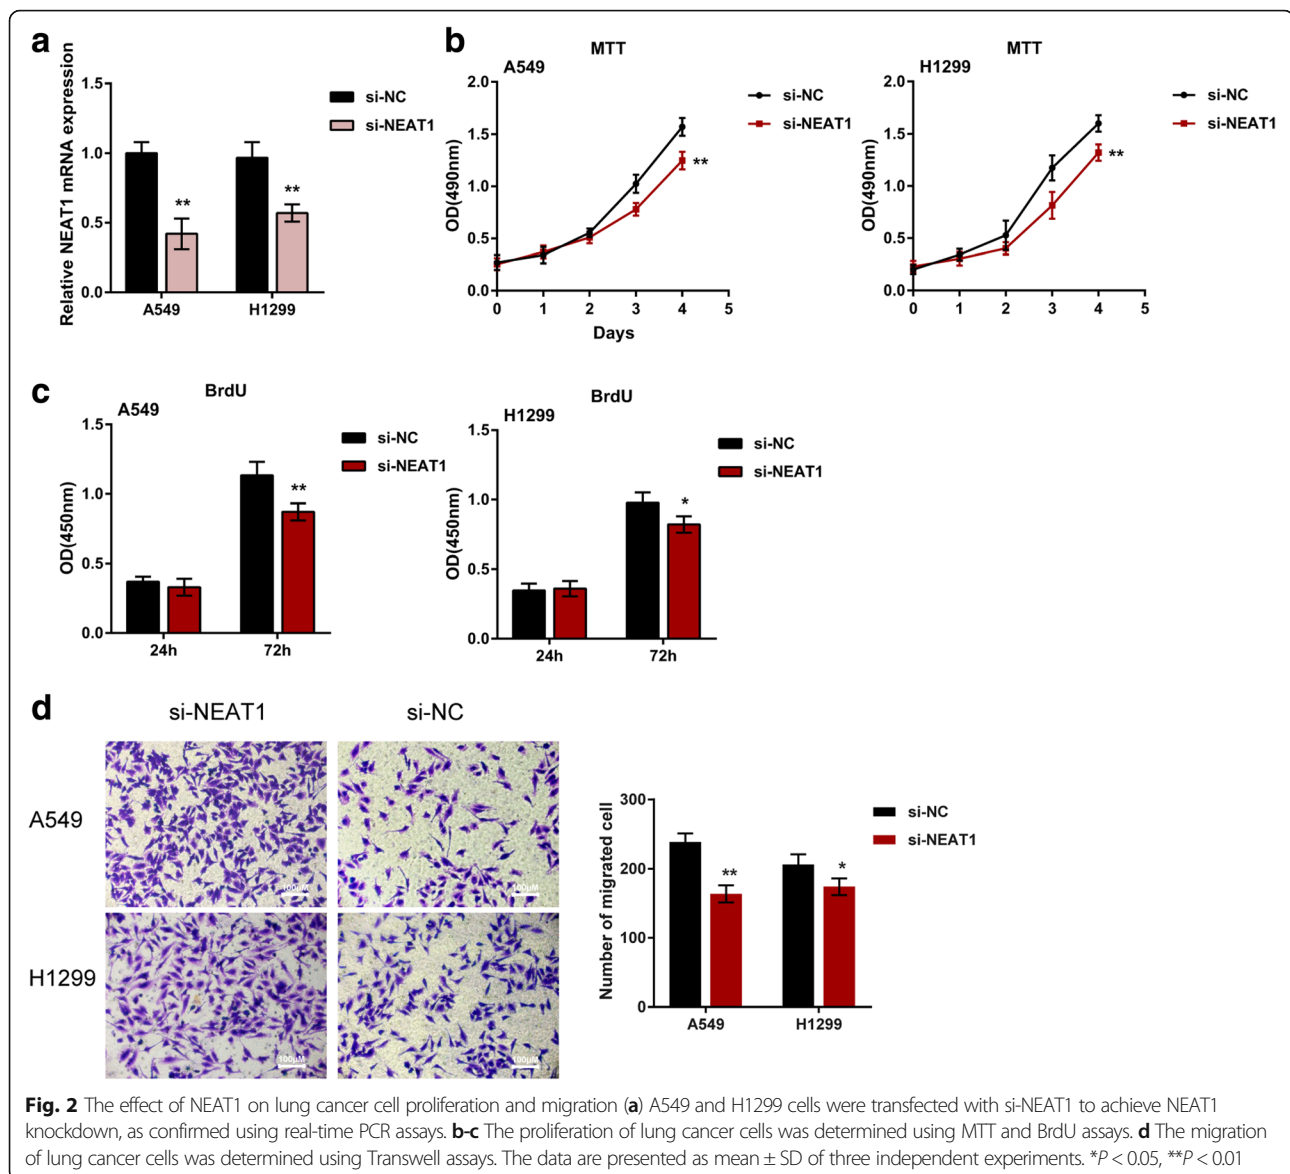 a
Relative NEAT1 mRNA expression
1.5
1.0
0.5
0.0
**
**
A549
H1299
si-NC
si-NEAT1
b
MTT
A549
OD(490nm)
2.0
1.5
1.0
0.5
0.0
0 1 2 3 4 5
Days
si-NC
si-NEAT1
**
MTT
H1299
OD(490nm)
2.0
1.5
1.0
0.5
0.0
0 1 2 3 4 5
si-NC
si-NEAT1
**
c
BrdU
A549
OD(450nm)
1.5
1.0
0.5
0.0
**
24h
72h
si-NC
si-NEAT1
BrdU
H1299
OD(450nm)
1.5
1.0
0.5
0.0
*
24h
72h
si-NC
si-NEAT1
d
si-NEAT1
si-NC
A549
100μM
100μM
H1299
100μM
100μM
Number of migrated cell
300
200
100
0
**
*
A549
H1299
si-NC
si-NEAT1
Fig. 2 The effect of NEAT1 on lung cancer cell proliferation and migration (a) A549 and H1299 cells were transfected with si-NEAT1 to achieve NEAT1
knockdown, as confirmed using real-time PCR assays. b-c The proliferation of lung cancer cells was determined using MTT and BrdU assays. d The migration
of lung cancer cells was determined using Transwell assays. The data are presented as mean ± SD of three independent experiments. *P < 0.05, **P < 0.01